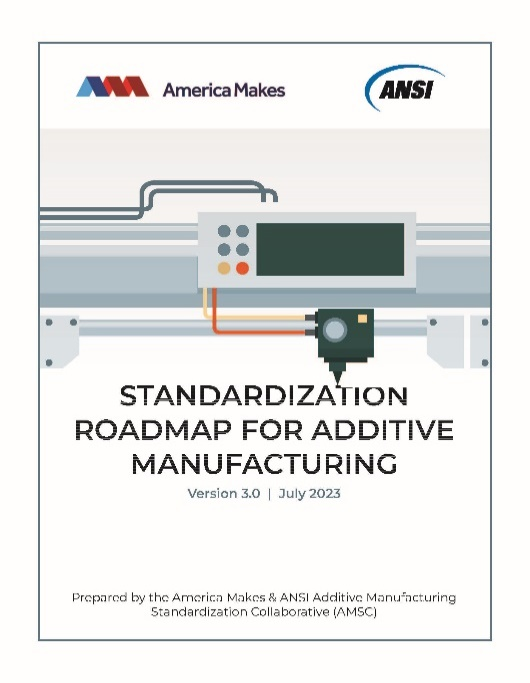 America Makes
ANSI
STANDARDIZATION
ROADMAP FOR ADDITIVE
MANUFACTURING
Version 3.0 | July 2023
Prepared by the America Makes & ANSI Additive Manufacturing
Standardization Collaborative (AMSC)